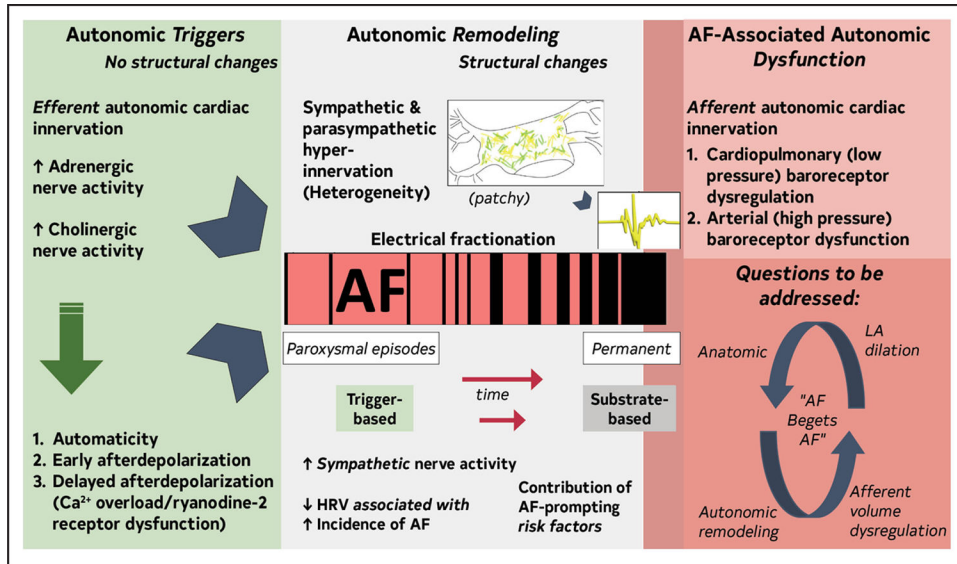 Autonomic Triggers
No structural changes
Efferent autonomic cardiac
innervation
↑ Adrenergic
nerve activity
↑ Cholinergic
nerve activity
1. Automaticity
2. Early afterdepolarization
3. Delayed afterdepolarization
(Ca²⁺ overload/ryanodine-2
receptor dysfunction)
Autonomic Remodeling
Structural changes
Sympathetic &
parasympathetic
hyper-
innervation
(Heterogeneity)
(patchy)
Electrical fractionation
AF
Paroxysmal episodes
Permanent
time
Trigger-
based
Substrate-
based
↑ Sympathetic nerve activity
↓ HRV associated with
↑ Incidence of AF
Contribution of
AF-prompting
risk factors
AF-Associated Autonomic
Dysfunction
Afferent autonomic cardiac
innervation
1. Cardiopulmonary (low
pressure) baroreceptor
dysregulation
2. Arterial (high pressure)
baroreceptor dysfunction
Questions to be
addressed:
Anatomic
LA
dilation
"AF
Begets
AF"
Autonomic
remodeling
Afferent
volume
dysregulation